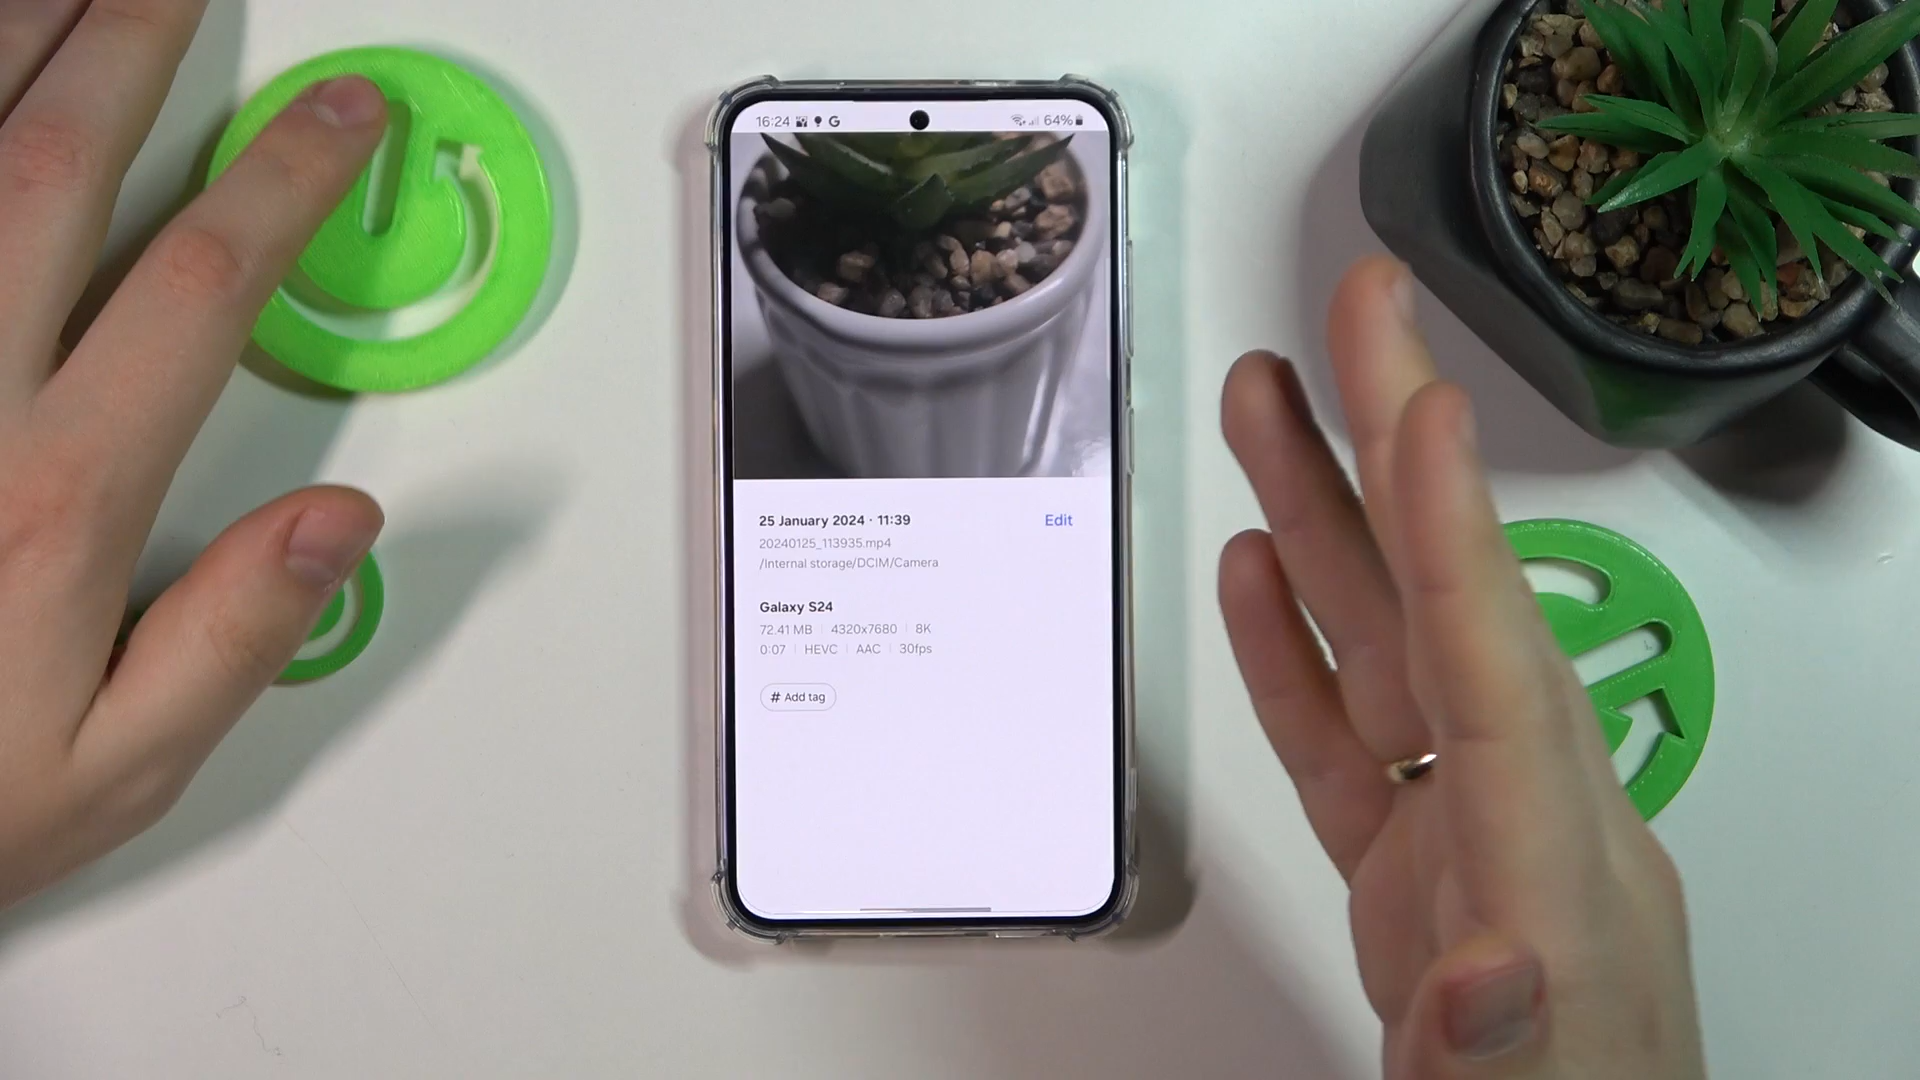 16:24 G 64%
25 January 2024 · 11:39 Edit
20240125_113935.mp4
/Internal storage/DCIM/Camera
Galaxy S24
72.41 MB | 4320x7680 | 8K
0:07 | HEVC | AAC | 30fps
# Add tag